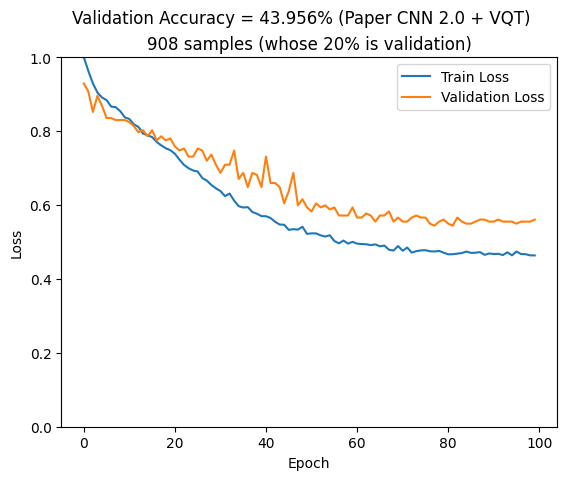 Validation Accuracy = 43.956% (Paper CNN 2.0 + VQT)
908 samples (whose 20% is validation)
Train Loss
Validation Loss
1.0
0.8
0.6
0.4
0.2
0.0
Loss
0
20
40
60
80
100
Epoch